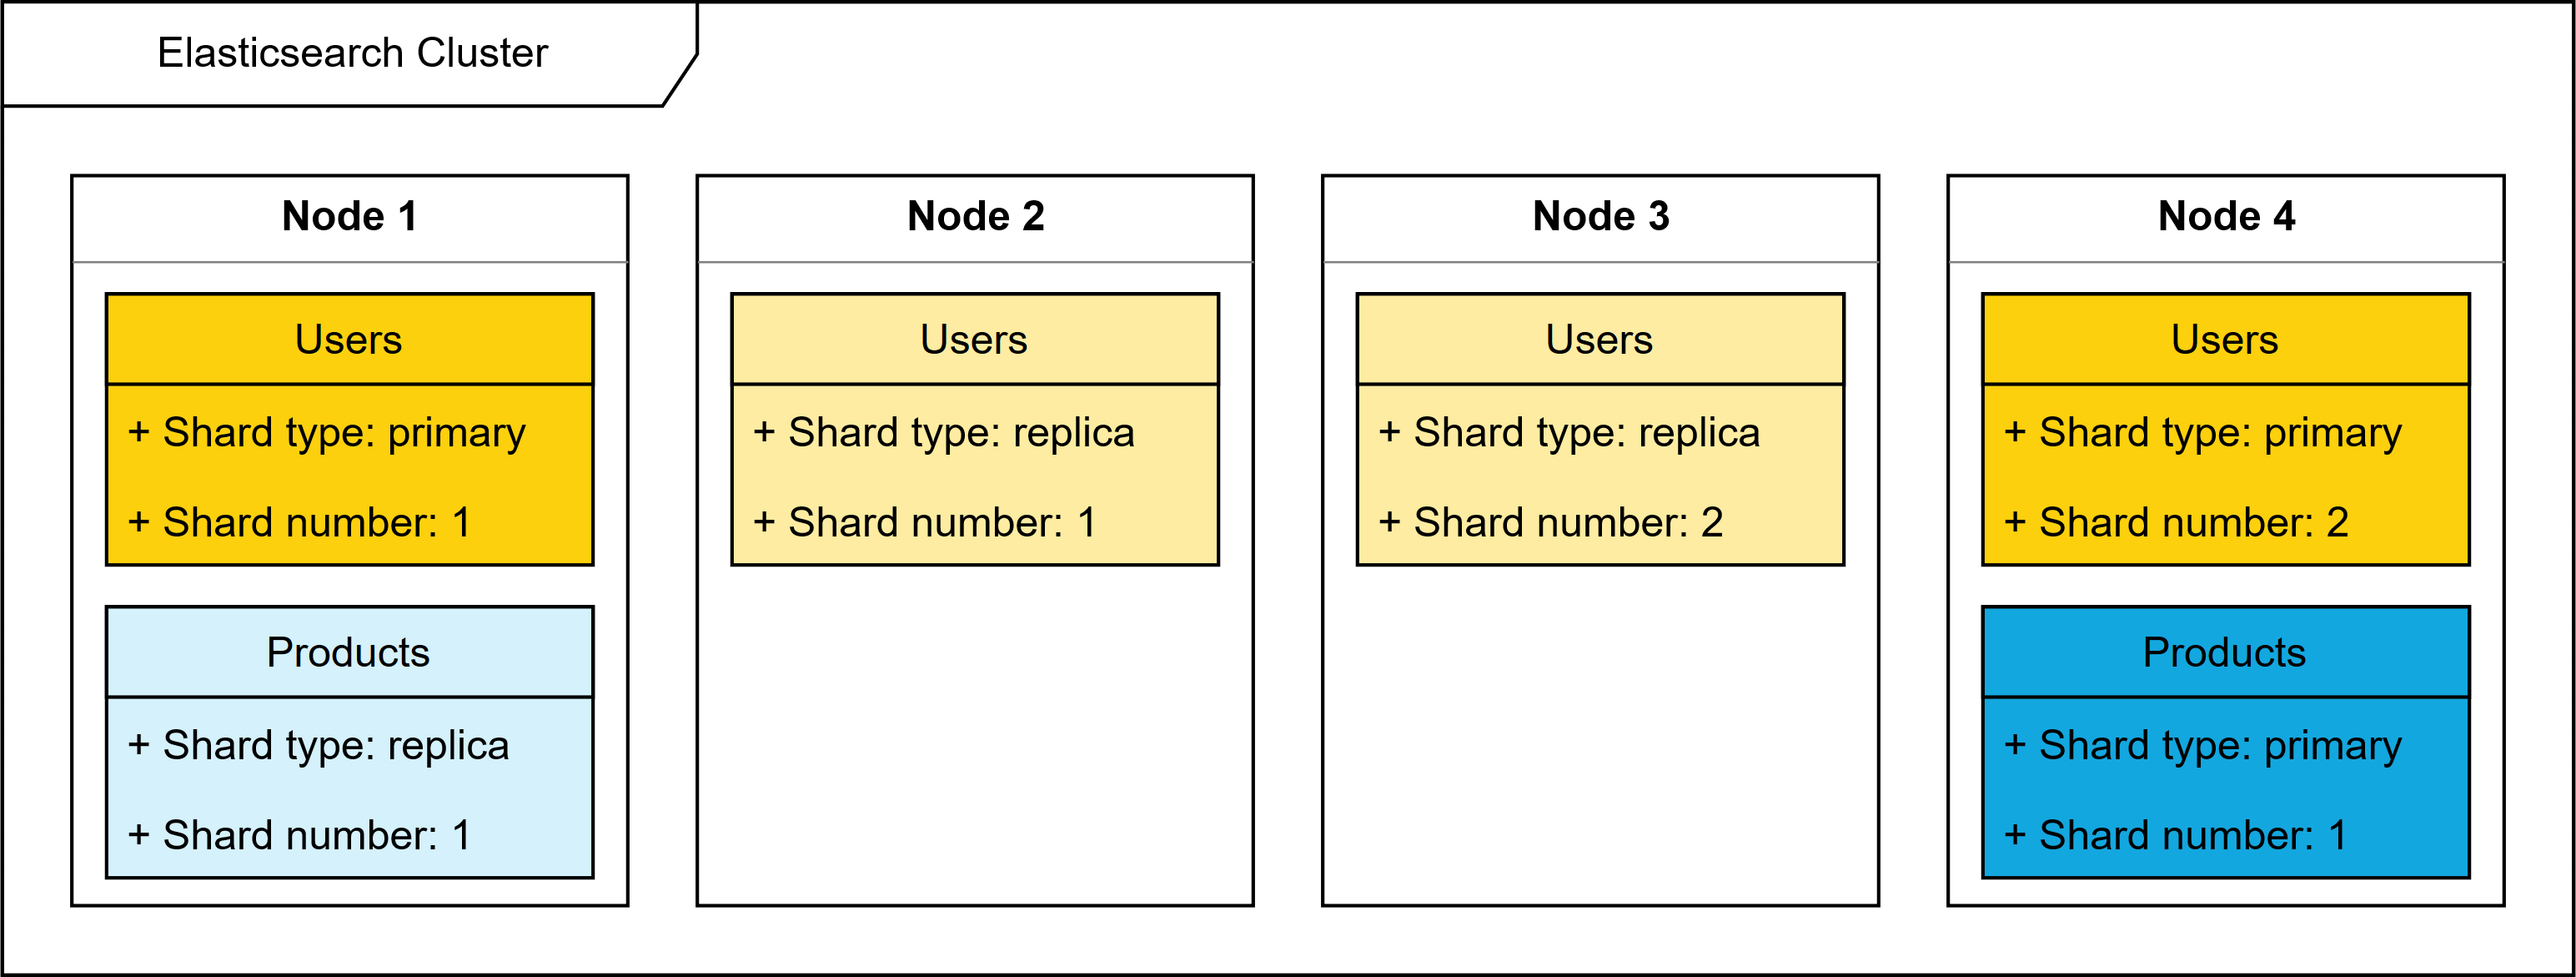 Elasticsearch Cluster
Node 1
Users
+ Shard type: primary
+ Shard number: 1
Products
+ Shard type: replica
+ Shard number: 1
Node 2
Users
+ Shard type: replica
+ Shard number: 1
Node 3
Users
+ Shard type: replica
+ Shard number: 2
Node 4
Users
+ Shard type: primary
+ Shard number: 2
Products
+ Shard type: primary
+ Shard number: 1